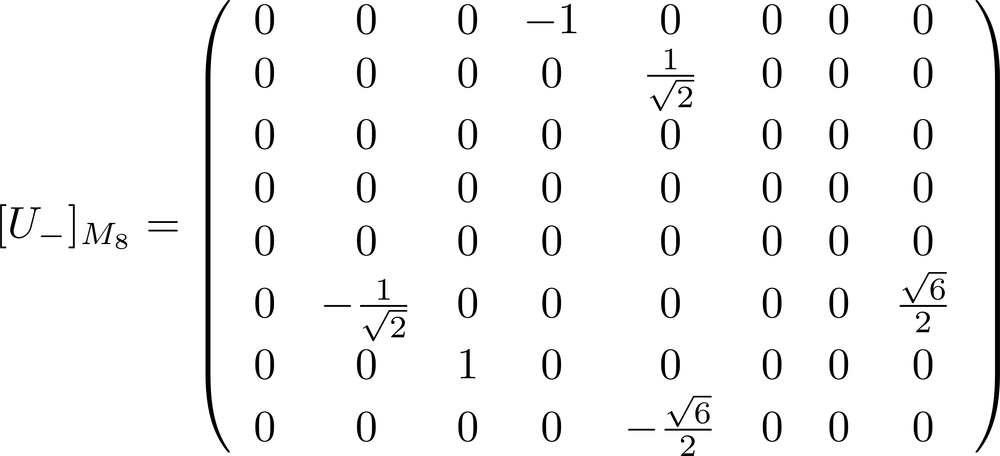 $[U_-]_{M_{\mathbf{8}}} = \begin{pmatrix} 0 & 0 & 0 & -1 & 0 & 0 & 0 & 0 \\ 0 & 0 & 0 & 0 & \frac{1}{\sqrt{2}} & 0 & 0 & 0 \\ 0 & 0 & 0 & 0 & 0 & 0 & 0 & 0 \\ 0 & 0 & 0 & 0 & 0 & 0 & 0 & 0 \\ 0 & 0 & 0 & 0 & 0 & 0 & 0 & 0 \\ 0 & -\frac{1}{\sqrt{2}} & 0 & 0 & 0 & 0 & 0 & \frac{\sqrt{6}}{2} \\ 0 & 0 & 1 & 0 & 0 & 0 & 0 & 0 \\ 0 & 0 & 0 & 0 & -\frac{\sqrt{6}}{2} & 0 & 0 & 0 \end{pmatrix}$